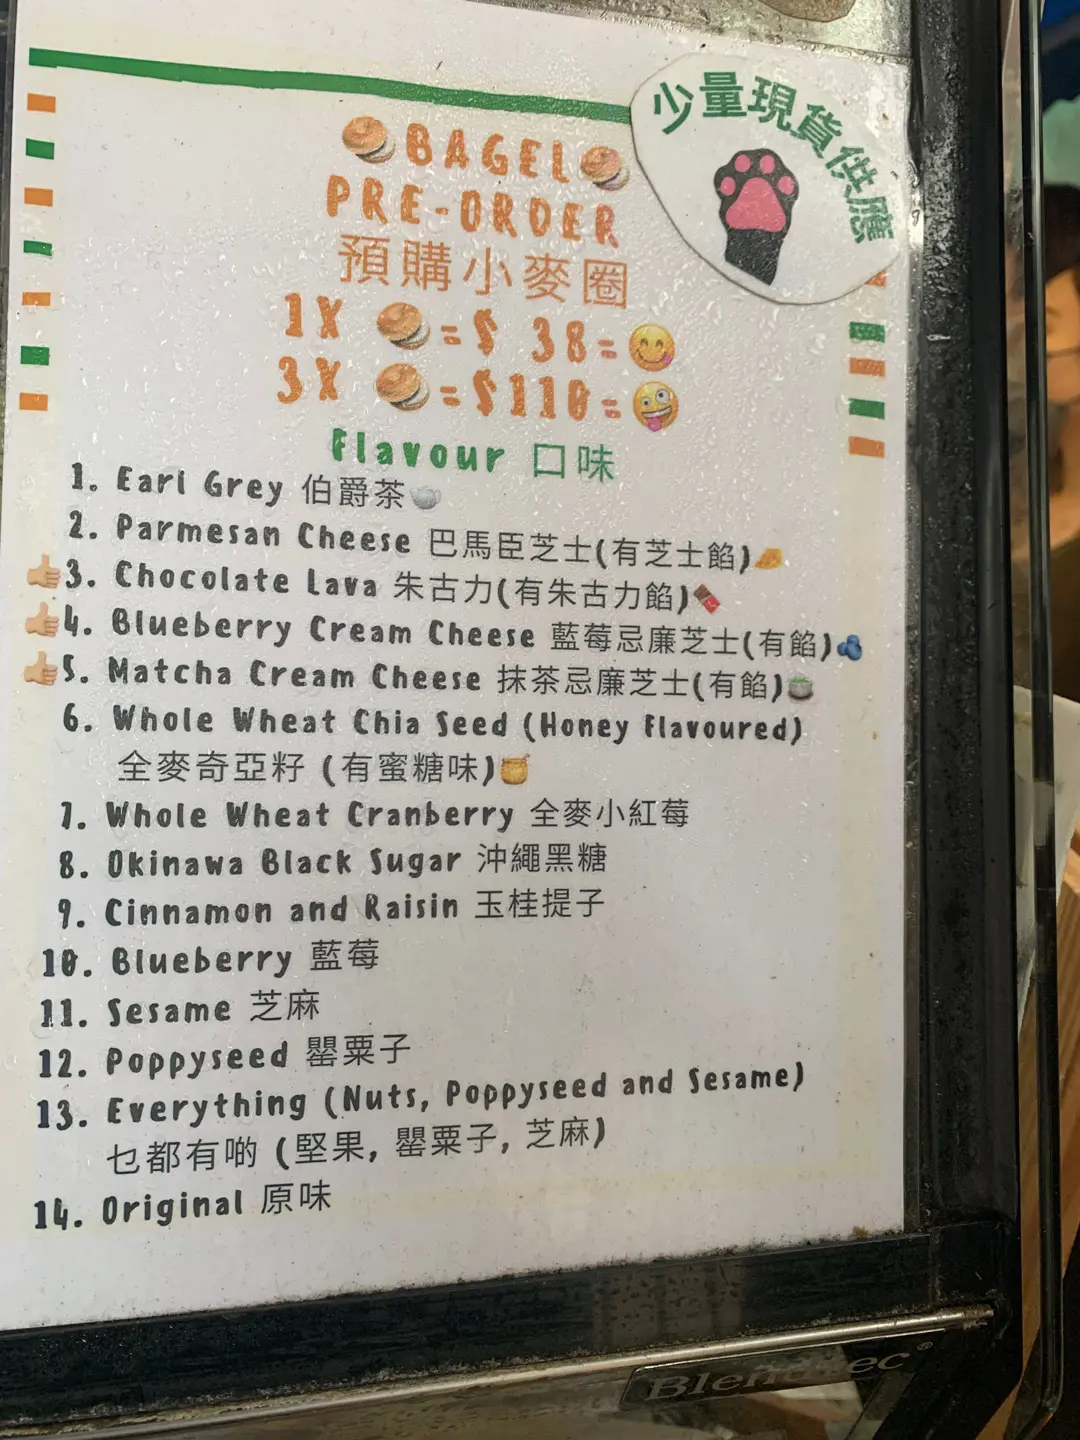 少量現貨供應
BAGEL
PRE-ORDER
預購小麥圈
1X = $ 38 =
3X = $110 =
Flavour 口味
1. Earl Grey 伯爵茶
2. Parmesan Cheese 巴馬臣芝士(有芝士餡)
3. Chocolate Lava 朱古力(有朱古力餡)
4. Blueberry Cream Cheese 藍莓忌廉芝士(有餡)
5. Matcha Cream Cheese 抹茶忌廉芝士(有餡)
6. Whole Wheat Chia Seed (Honey Flavoured)
全麥奇亞籽 (有蜜糖味)
7. Whole Wheat Cranberry 全麥小紅莓
8. Okinawa Black Sugar 沖繩黑糖
9. Cinnamon and Raisin 玉桂提子
10. Blueberry 藍莓
11. Sesame 芝麻
12. Poppyseed 罌粟子
13. Everything (Nuts, Poppyseed and Sesame)
乜都有啲 (堅果, 罌粟子, 芝麻)
14. Original 原味
Blendtec®